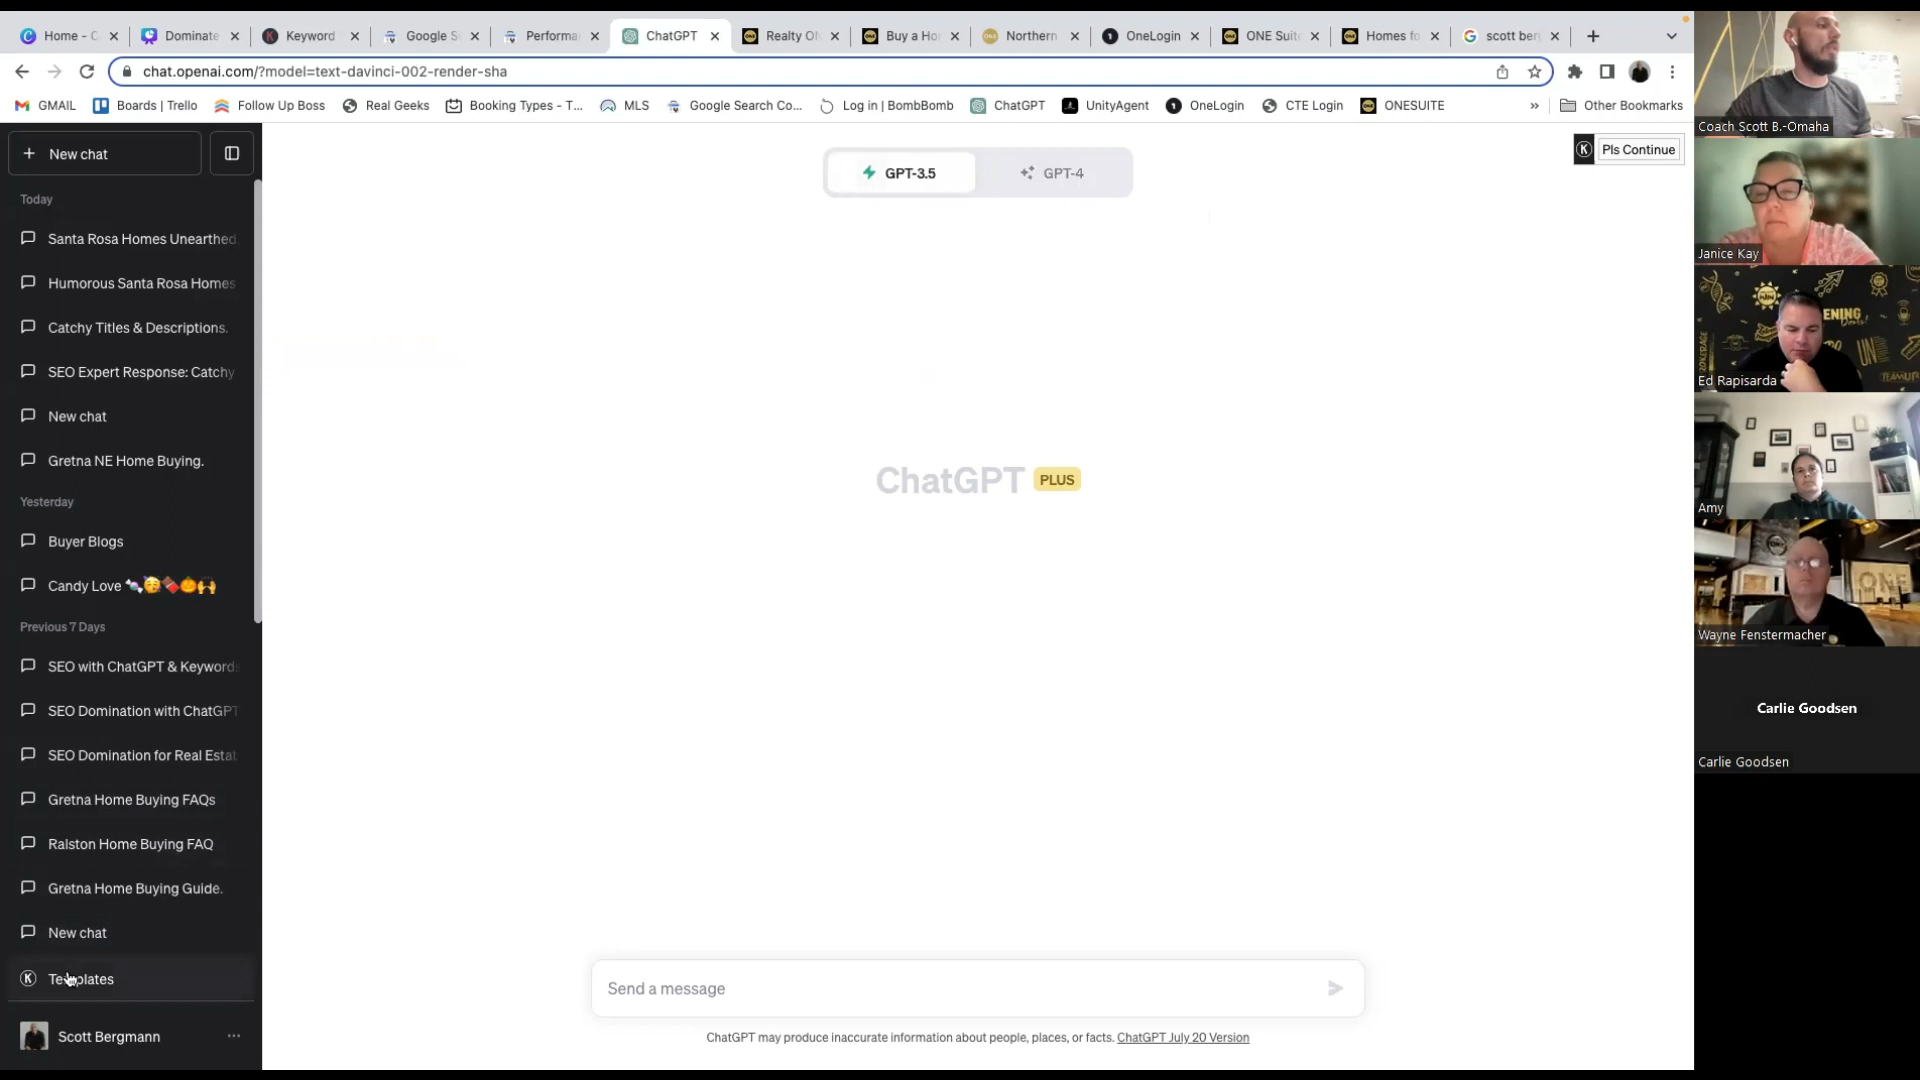 Home - C
Dominate
Keyword
Google S
Performa
ChatGPT
Realty O
Buy a Ho
Northern
OneLogin
ONE Suit
Homes fo
scott ber
chat.openai.com/?model=text-davinci-002-render-sha
GMAIL
Boards | Trello
Follow Up Boss
Real Geeks
Booking Types - T...
MLS
Google Search Co...
Log in | BombBomb
ChatGPT
UnityAgent
OneLogin
CTE Login
ONESUITE
»
Other Bookmarks
New chat
Today
Santa Rosa Homes Unearthed.
Humorous Santa Rosa Homes
Catchy Titles & Descriptions.
SEO Expert Response: Catchy
New chat
Gretna NE Home Buying.
Yesterday
Buyer Blogs
Candy Love 🍬🥳🍫🎃🙌
Previous 7 Days
SEO with ChatGPT & Keywords
SEO Domination with ChatGPT
SEO Domination for Real Estat
Gretna Home Buying FAQs
Ralston Home Buying FAQ
Gretna Home Buying Guide.
New chat
K Templates
Scott Bergmann
GPT-3.5
GPT-4
K Pls Continue
ChatGPT PLUS
Send a message
ChatGPT may produce inaccurate information about people, places, or facts. ChatGPT July 20 Version
Coach Scott B.-Omaha
Janice Kay
ENING
Ed Rapisarda
Amy
ONE
Wayne Fenstermacher
Carlie Goodsen
Carlie Goodsen